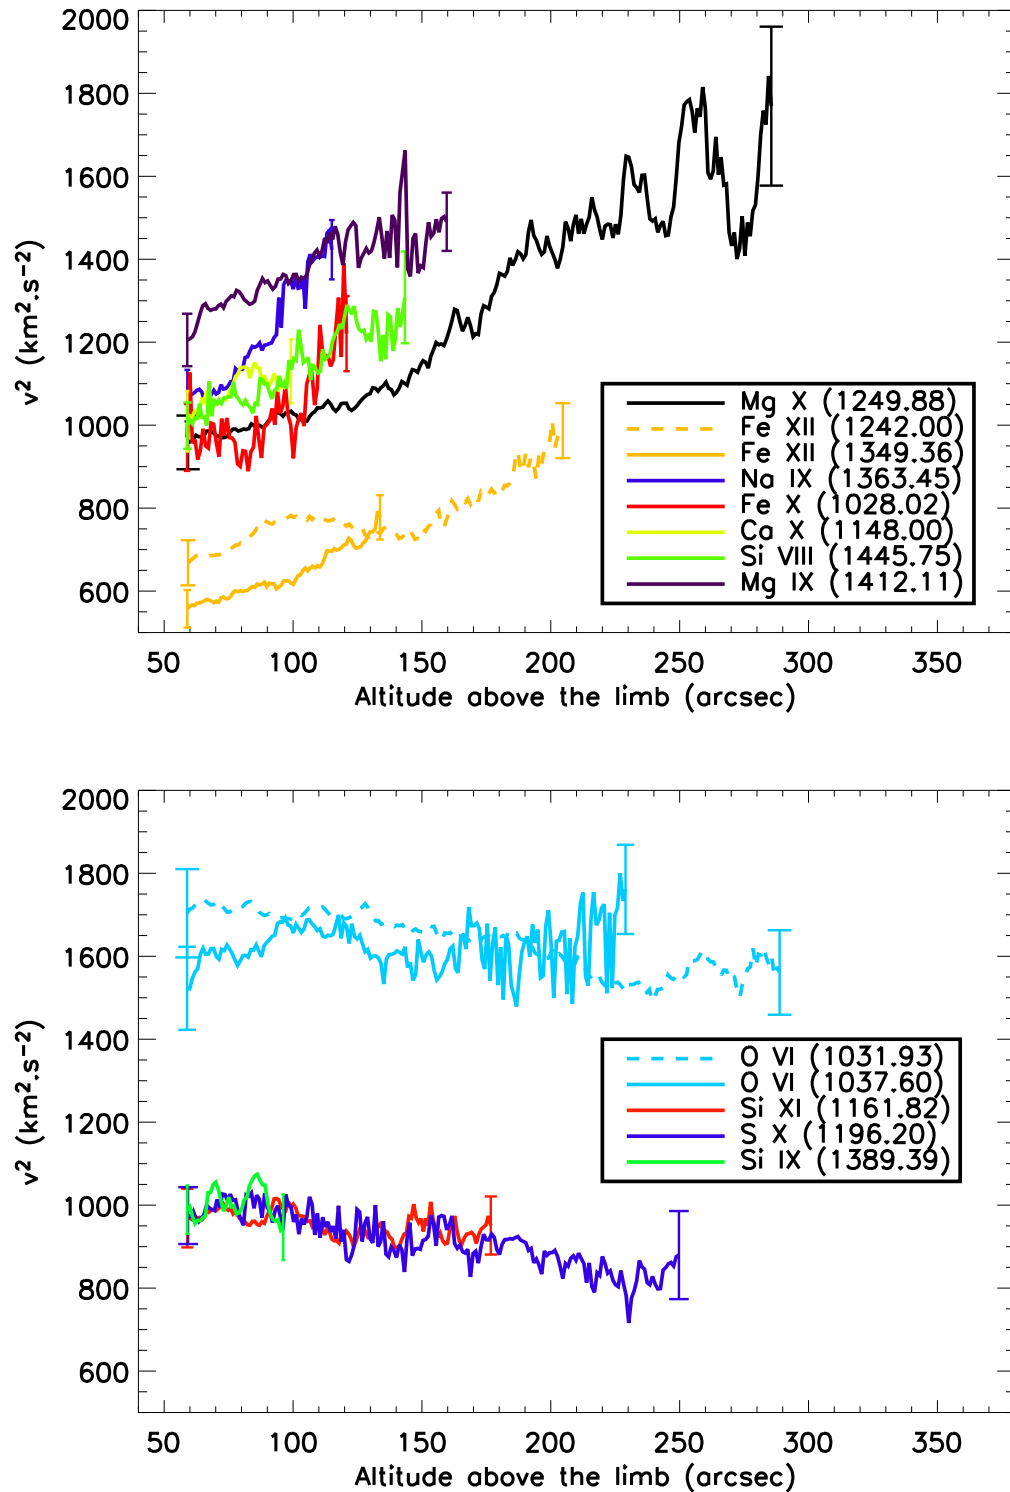 2000
1800
1600
1400
1200
1000
800
600
v² (km².s⁻²)
Mg X (1249.88)
Fe XII (1242.00)
Fe XII (1349.36)
Na IX (1363.45)
Fe X (1028.02)
Ca X (1148.00)
Si VIII (1445.75)
Mg IX (1412.11)
50 100 150 200 250 300 350
Altitude above the limb (arcsec)
2000
1800
1600
1400
1200
1000
800
600
v² (km².s⁻²)
O VI (1031.93)
O VI (1037.60)
Si XI (1161.82)
S X (1196.20)
Si IX (1389.39)
50 100 150 200 250 300 350
Altitude above the limb (arcsec)